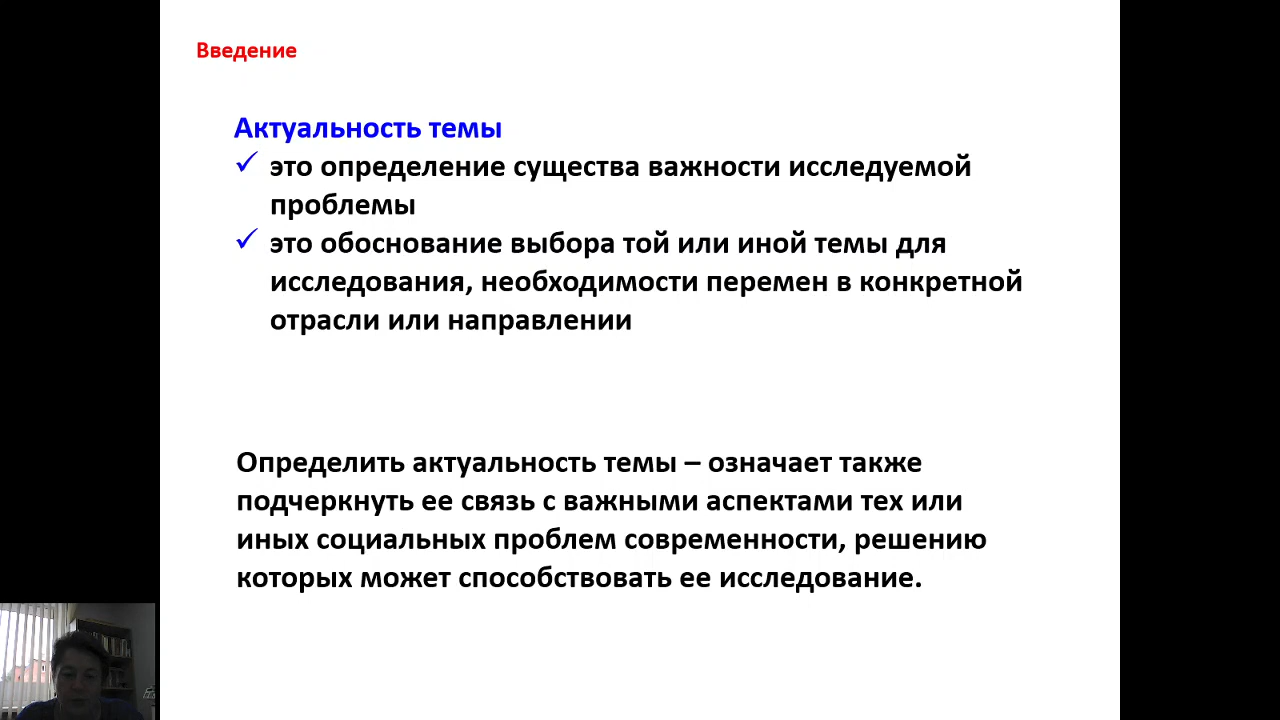 Введение
Актуальность темы
✓ это определение существа важности исследуемой
проблемы
✓ это обоснование выбора той или иной темы для
исследования, необходимости перемен в конкретной
отрасли или направлении
Определить актуальность темы – означает также
подчеркнуть ее связь с важными аспектами тех или
иных социальных проблем современности, решению
которых может способствовать ее исследование.